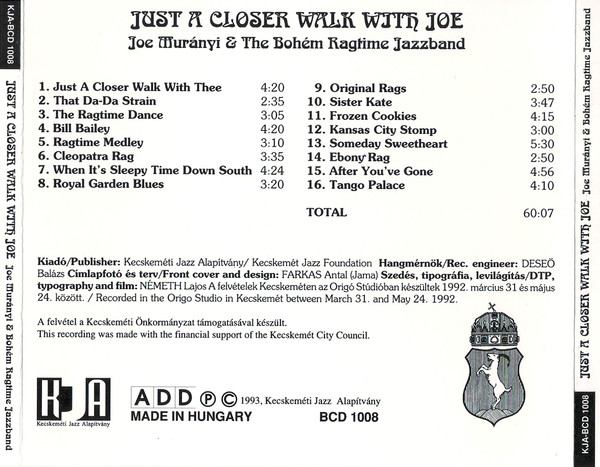 JUST A CLOSER WALK WITH JOE
Joe Murányi & The Bohém Ragtime Jazzband
1. Just A Closer Walk With Thee 4:20
2. That Da-Da Strain 2:35
3. The Ragtime Dance 3:05
4. Bill Bailey 4:20
5. Ragtime Medley 3:10
6. Cleopatra Rag 3:35
7. When It's Sleepy Time Down South 4:24
8. Royal Garden Blues 3:20
9. Original Rags 2:50
10. Sister Kate 3:47
11. Frozen Cookies 4:15
12. Kansas City Stomp 3:00
13. Someday Sweetheart 5:30
14. Ebony Rag 2:50
15. After You've Gone 4:56
16. Tango Palace 4:10
TOTAL 60:07
Kiadó/Publisher: Kecskeméti Jazz Alapítvány/ Kecskemét Jazz Foundation Hangmérnök/Rec. engineer: DESEÖ
Balázs Címlapfotó és terv/Front cover and design: FARKAS Antal (Jama) Szedés, tipográfia, levilágítás/DTP,
typography and film: NÉMETH Lajos A felvételek Kecskeméten az Origó Stúdióban készültek 1992. március 31 és május
24. között. / Recorded in the Origo Studio in Kecskemét between March 31. and May 24. 1992.
A felvétel a Kecskeméti Önkormányzat támogatásával készült.
This recording was made with the financial support of the Kecskemét City Council.
K J A
Kecskeméti Jazz Alapítvány
ADD Ⓟ © 1993, Kecskeméti Jazz Alapítvány
MADE IN HUNGARY BCD 1008
KJA-BCD 1008
JUST A CLOSER WALK WITH JOE Joe Murányi & Bohém Ragtime Jazzband
JUST A CLOSER WALK WITH JOE Joe Murányi & Bohém Ragtime Jazzband
KJA-BCD 1008